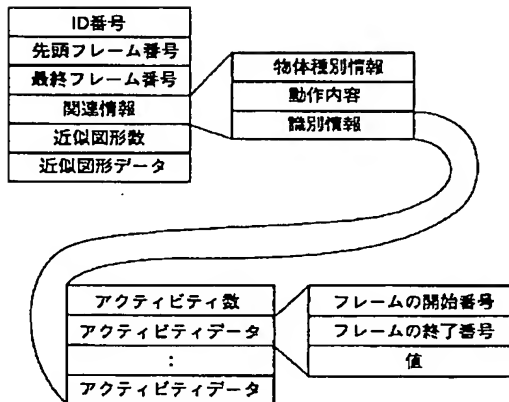 ID番号
先頭フレーム番号
最終フレーム番号
関連情報
近似図形数
近似図形データ
物体種別情報
動作内容
識別情報
アクティビティ数
アクティビティデータ
:
アクティビティデータ
フレームの開始番号
フレームの終了番号
値